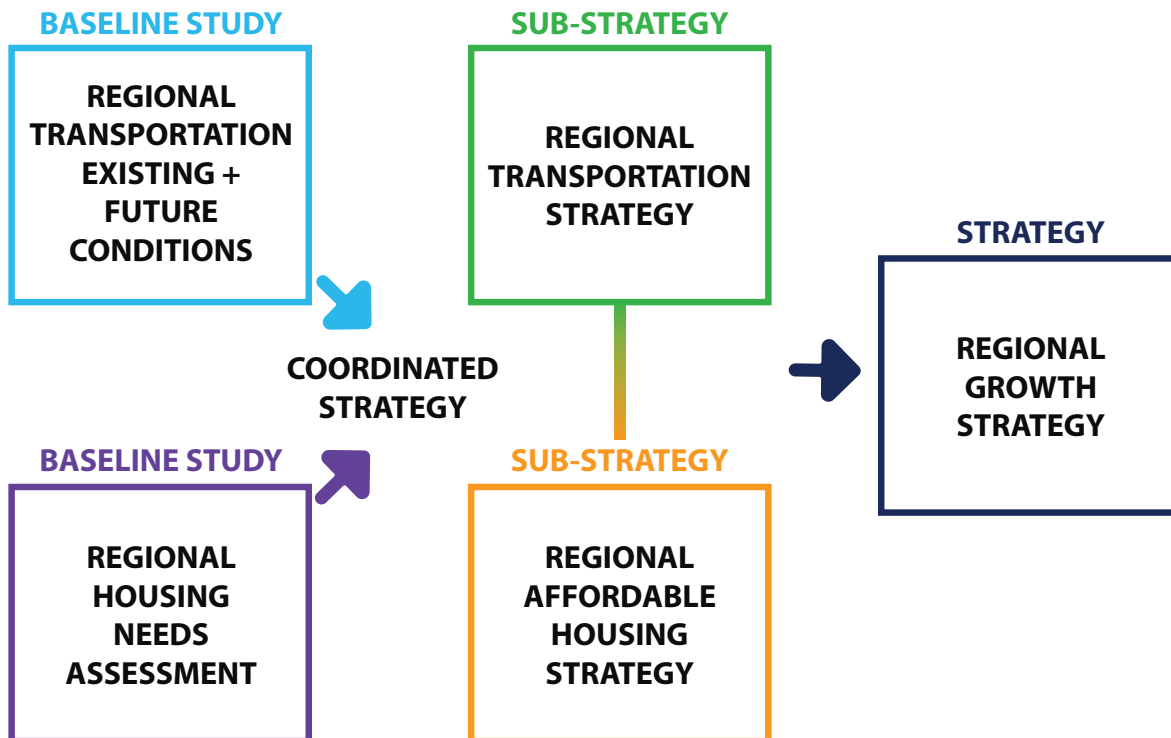 BASELINE STUDY
REGIONAL
TRANSPORTATION
EXISTING +
FUTURE
CONDITIONS
SUB-STRATEGY
REGIONAL
TRANSPORTATION
STRATEGY
COORDINATED
STRATEGY
BASELINE STUDY
REGIONAL
HOUSING
NEEDS
ASSESSMENT
SUB-STRATEGY
REGIONAL
AFFORDABLE
HOUSING
STRATEGY
STRATEGY
REGIONAL
GROWTH
STRATEGY